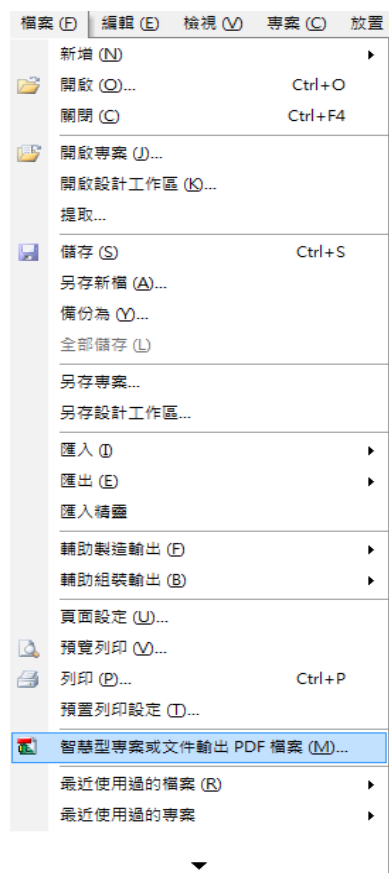 檔案 (F) 編輯 (E) 檢視 (V) 專案 (C) 放置
新增 (N)
開啟 (O)... Ctrl+O
關閉 (C) Ctrl+F4
開啟專案 (J)...
開啟設計工作區 (K)...
提取...
儲存 (S) Ctrl+S
另存新檔 (A)...
備份為 (Y)...
全部儲存 (L)
另存專案...
另存設計工作區...
匯入 (I)
匯出 (E)
匯入精靈
輔助製造輸出 (F)
輔助組裝輸出 (B)
頁面設定 (U)...
預覽列印 (V)...
列印 (P)... Ctrl+P
預置列印設定 (T)...
智慧型專案或文件輸出 PDF 檔案 (M)...
最近使用過的檔案 (R)
最近使用過的專案